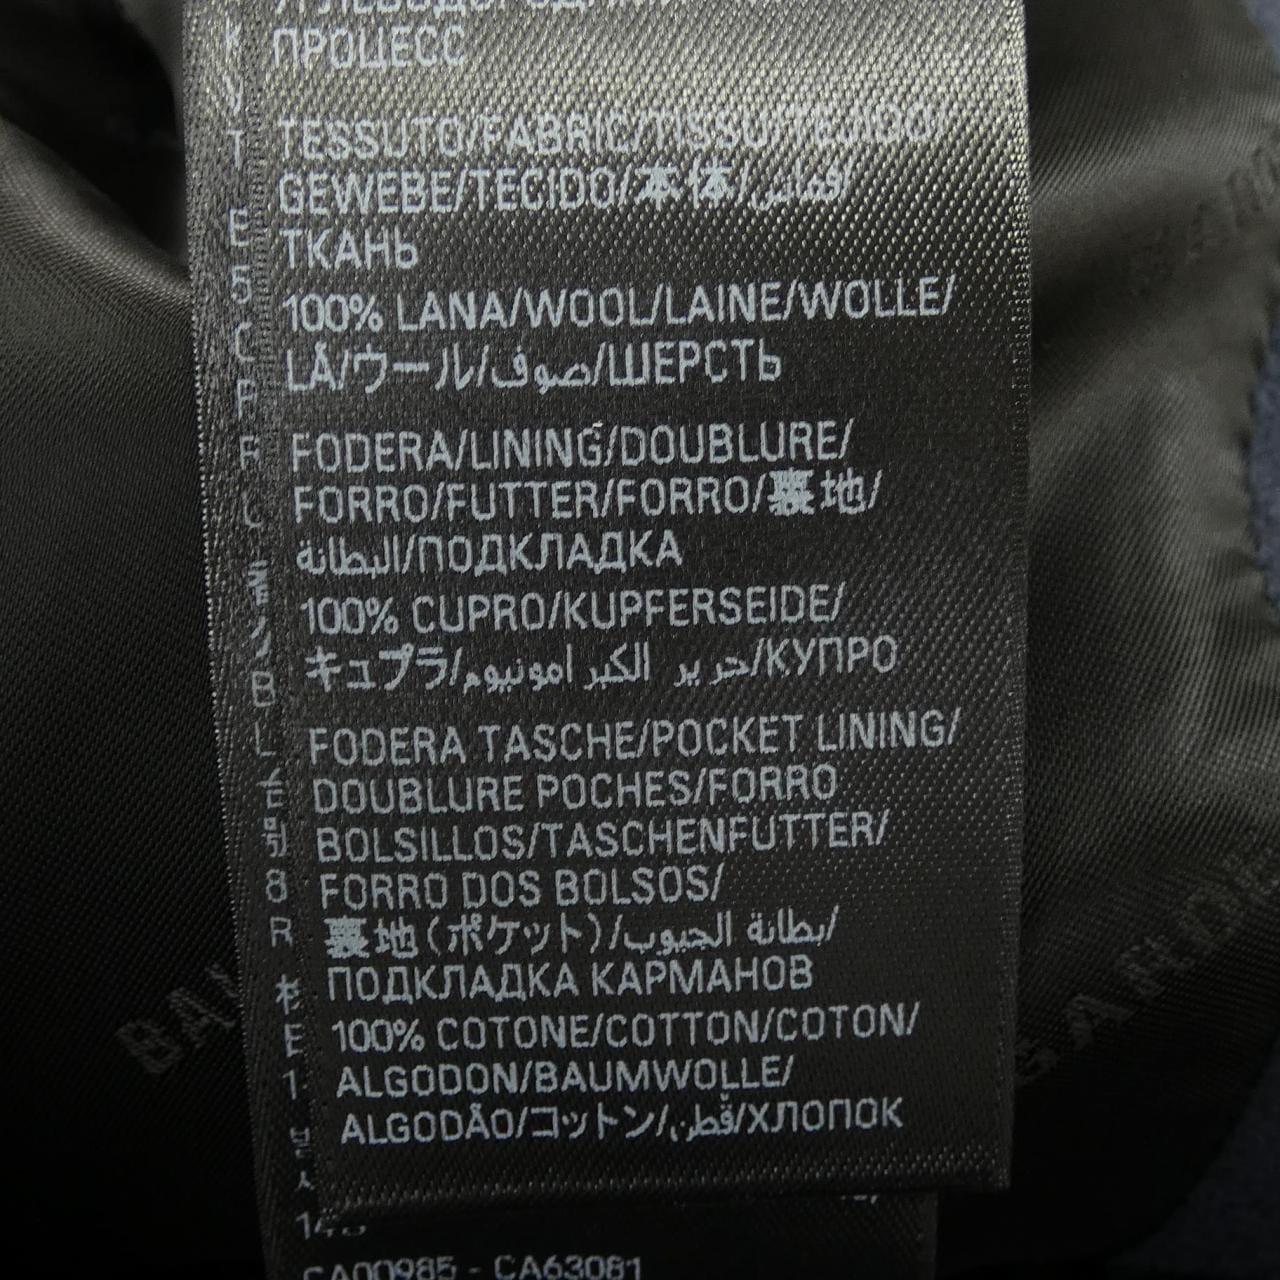 ПРОЦЕСС
TESSUTO/FABRIC/TISSU/TEJIDO/
GEWEBE/TECIDO/本体/قماش/
ТКАНЬ
100% LANA/WOOL/LAINE/WOLLE/
LÃ/ウール/صوف/ШЕРСТЬ
FODERA/LINING/DOUBLURE/
FORRO/FUTTER/FORRO/裏地/
البطانة/ПОДКЛАДКА
100% CUPRO/KUPFERSEIDE/
キュプラ/حرير الكبر امونيوم/КУПРО
FODERA TASCHE/POCKET LINING/
DOUBLURE POCHES/FORRO
BOLSILLOS/TASCHENFUTTER/
FORRO DOS BOLSOS/
裏地(ポケット)/بطانة الجيوب/
ПОДКЛАДКА КАРМАНОВ
100% COTONE/COTTON/COTON/
ALGODON/BAUMWOLLE/
ALGODÃO/コットン/قطن/ХЛОПОК
CA00985 - CA63081